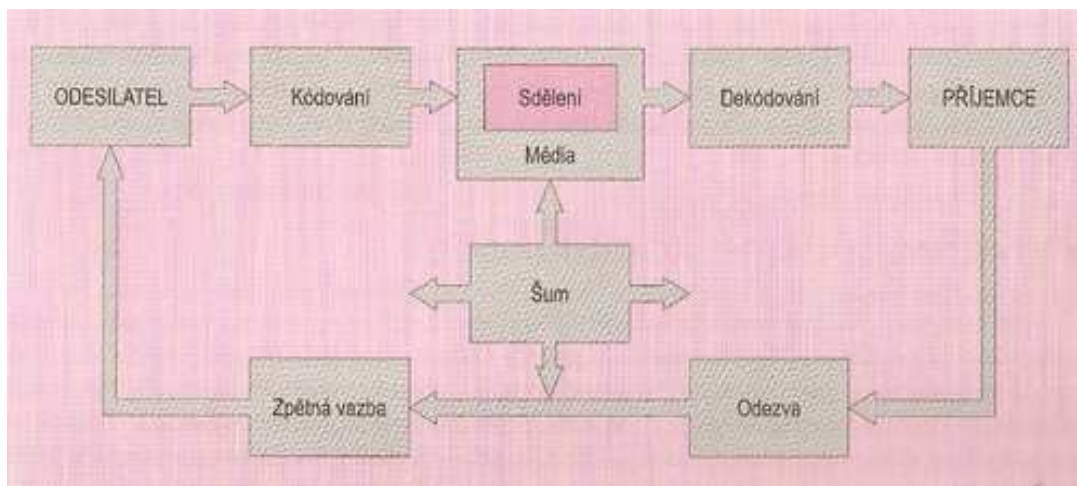 ODESILATEL
Kódování
Sdělení
Média
Dekódování
PŘÍJEMCE
Šum
Zpětná vazba
Odezva